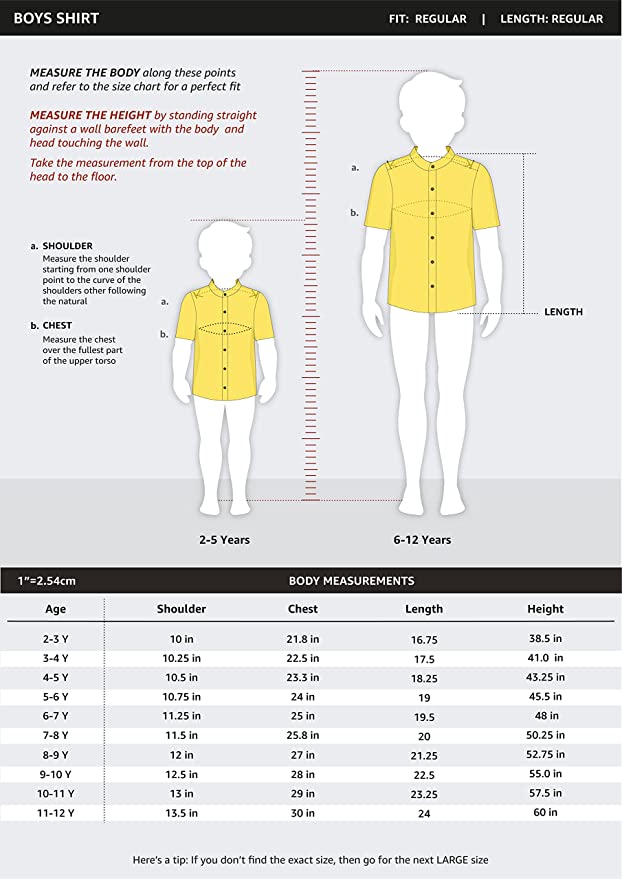 BOYS SHIRT
FIT: REGULAR | LENGTH: REGULAR
MEASURE THE BODY along these points
and refer to the size chart for a perfect fit
MEASURE THE HEIGHT by standing straight
against a wall barefeet with the body and
head touching the wall.
Take the measurement from the top of the
head to the floor.
a. SHOULDER
Measure the shoulder
starting from one shoulder
point to the curve of the
shoulders other following
the natural
b. CHEST
Measure the chest
over the fullest part
of the upper torso
a.
b.
a.
b.
LENGTH
2-5 Years
6-12 Years
1”=2.54cm BODY MEASUREMENTS
Age Shoulder Chest Length Height
2-3 Y 10 in 21.8 in 16.75 38.5 in
3-4 Y 10.25 in 22.5 in 17.5 41.0 in
4-5 Y 10.5 in 23.3 in 18.25 43.25 in
5-6 Y 10.75 in 24 in 19 45.5 in
6-7 Y 11.25 in 25 in 19.5 48 in
7-8 Y 11.5 in 25.8 in 20 50.25 in
8-9 Y 12 in 27 in 21.25 52.75 in
9-10 Y 12.5 in 28 in 22.5 55.0 in
10-11 Y 13 in 29 in 23.25 57.5 in
11-12 Y 13.5 in 30 in 24 60 in
Here’s a tip: If you don’t find the exact size, then go for the next LARGE size